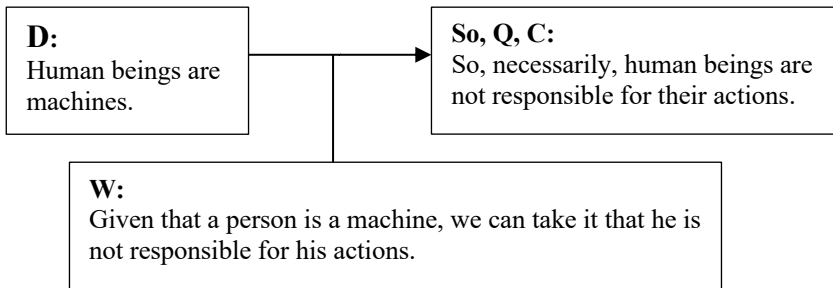 D:
Human beings are
machines.
So, Q, C:
So, necessarily, human beings are
not responsible for their actions.
W:
Given that a person is a machine, we can take it that he is
not responsible for his actions.